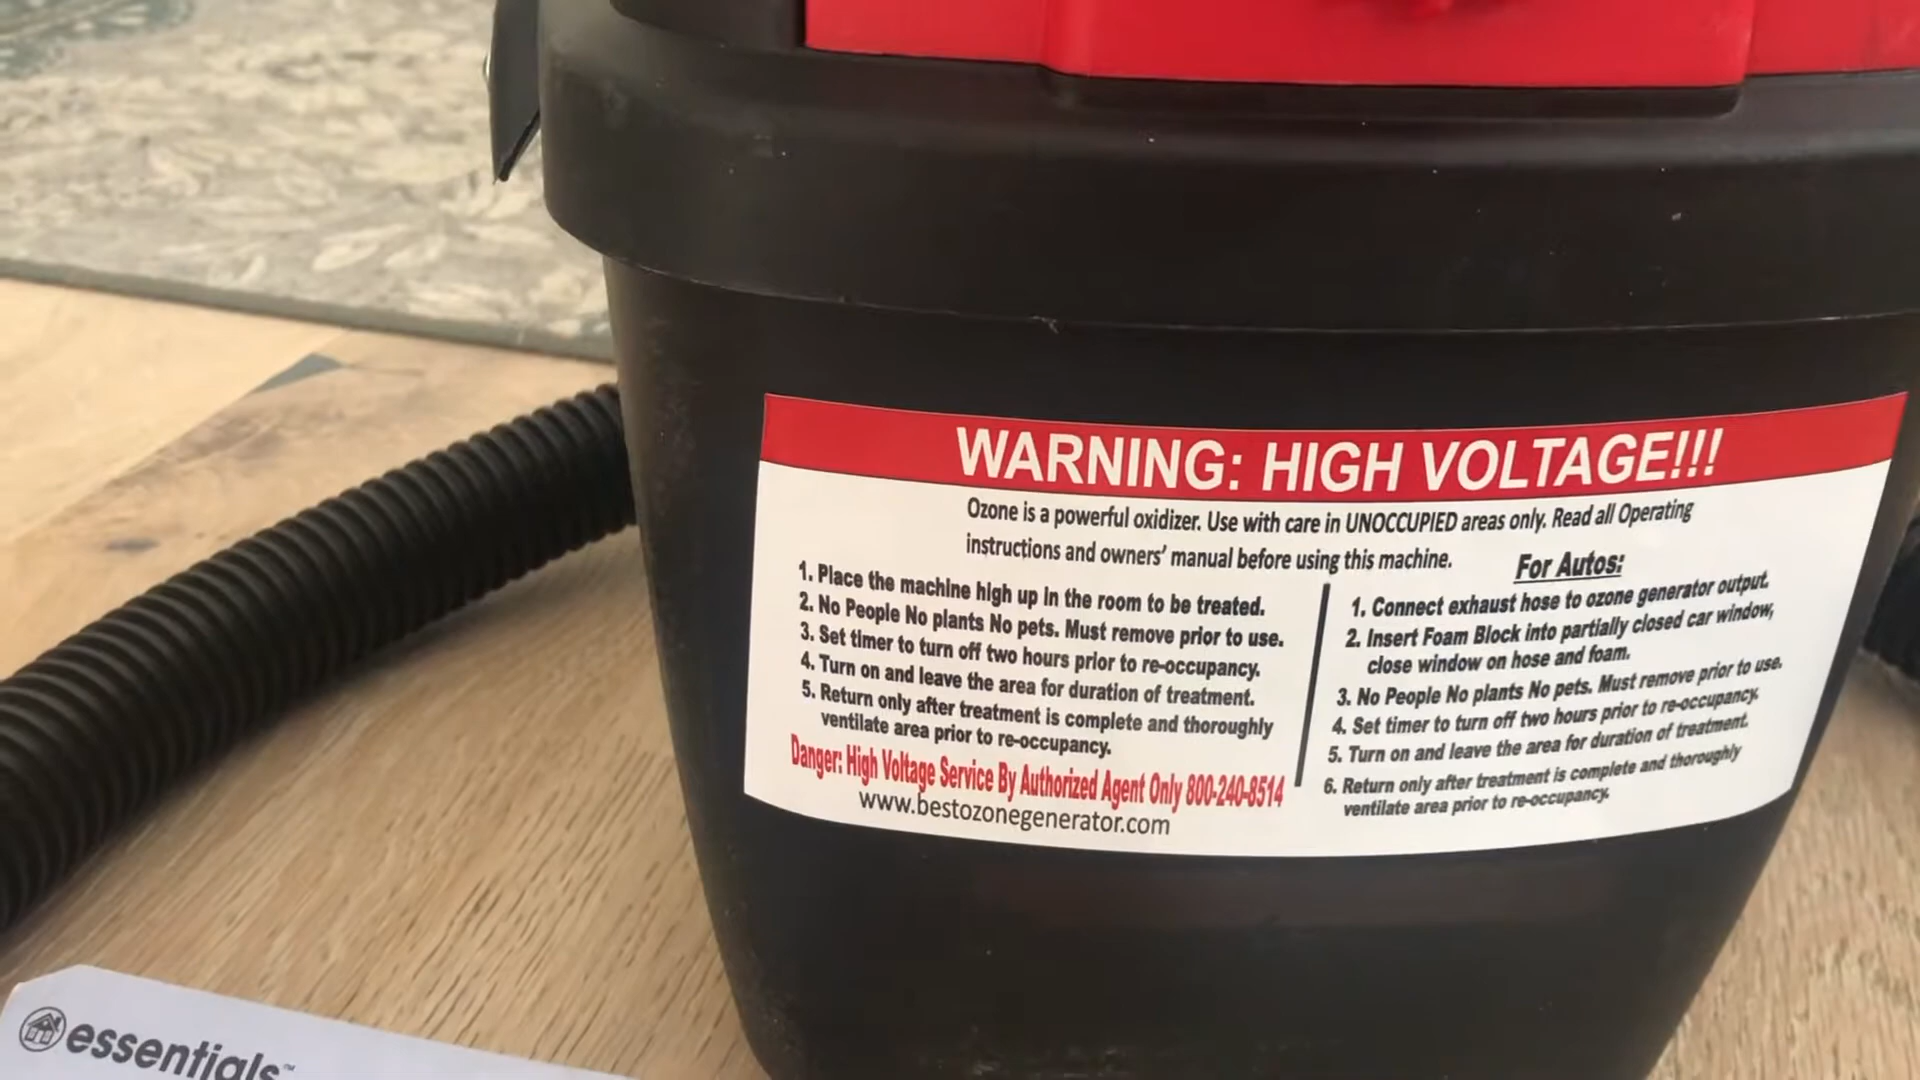 WARNING: HIGH VOLTAGE!!!
Ozone is a powerful oxidizer. Use with care in UNOCCUPIED areas only. Read all Operating
instructions and owners' manual before using this machine.
1. Place the machine high up in the room to be treated.
2. No People No plants No pets. Must remove prior to use.
3. Set timer to turn off two hours prior to re-occupancy.
4. Turn on and leave the area for duration of treatment.
5. Return only after treatment is complete and thoroughly
ventilate area prior to re-occupancy.
Danger: High Voltage Service By Authorized Agent Only 800-240-8514
www.bestozonegenerator.com
For Autos:
1. Connect exhaust hose to ozone generator output.
2. Insert Foam Block into partially closed car window,
close window on hose and foam.
3. No People No plants No pets. Must remove prior to use.
4. Set timer to turn off two hours prior to re-occupancy.
5. Turn on and leave the area for duration of treatment.
6. Return only after treatment is complete and thoroughly
ventilate area prior to re-occupancy.
essentials™